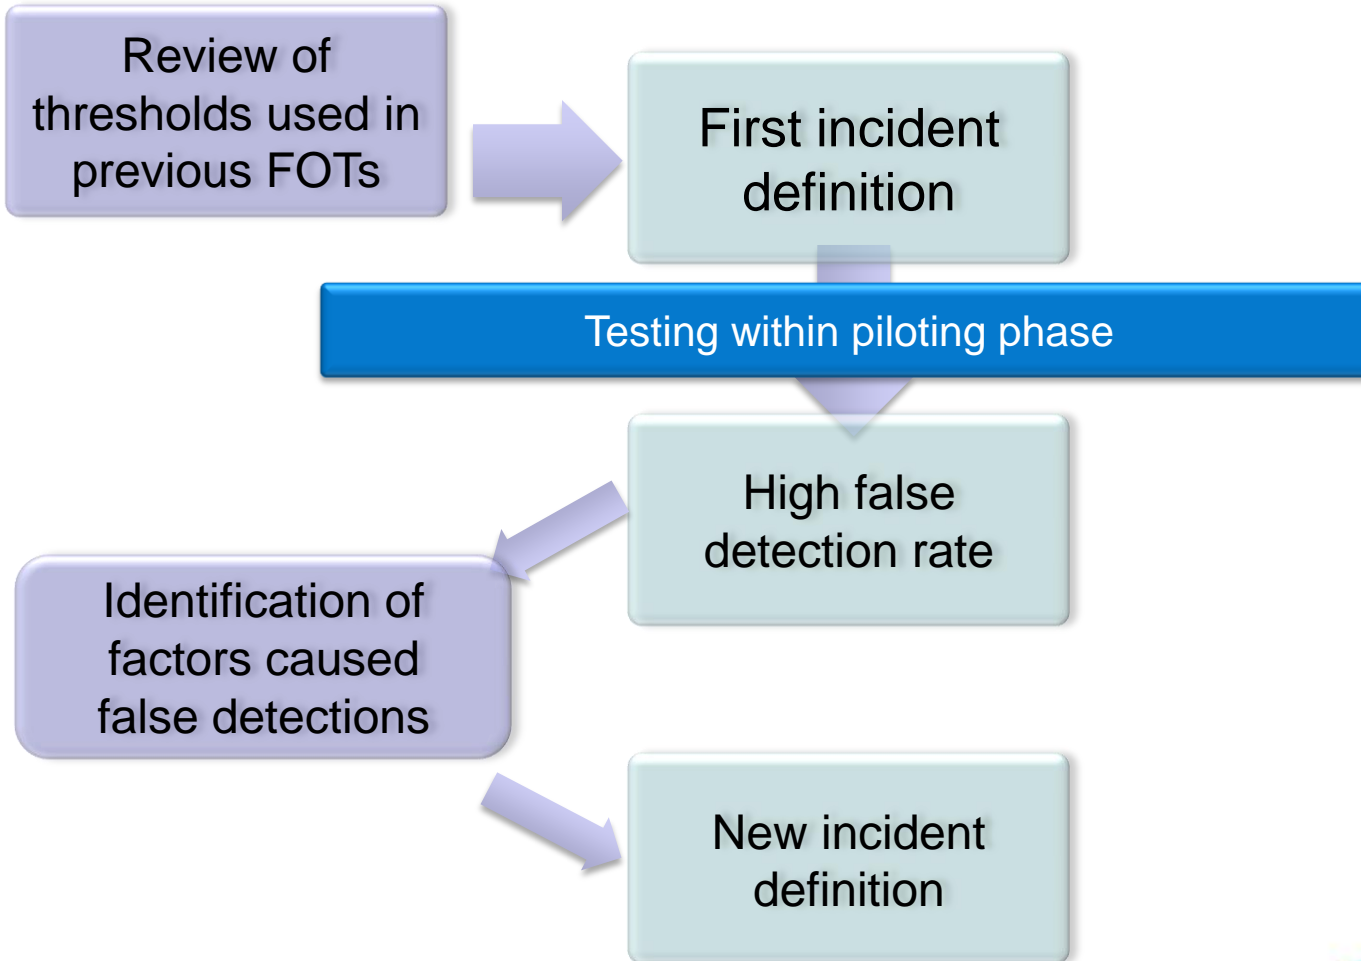 Review of
thresholds used in
previous FOTs
First incident
definition
Testing within piloting phase
High false
detection rate
Identification of
factors caused
false detections
New incident
definition